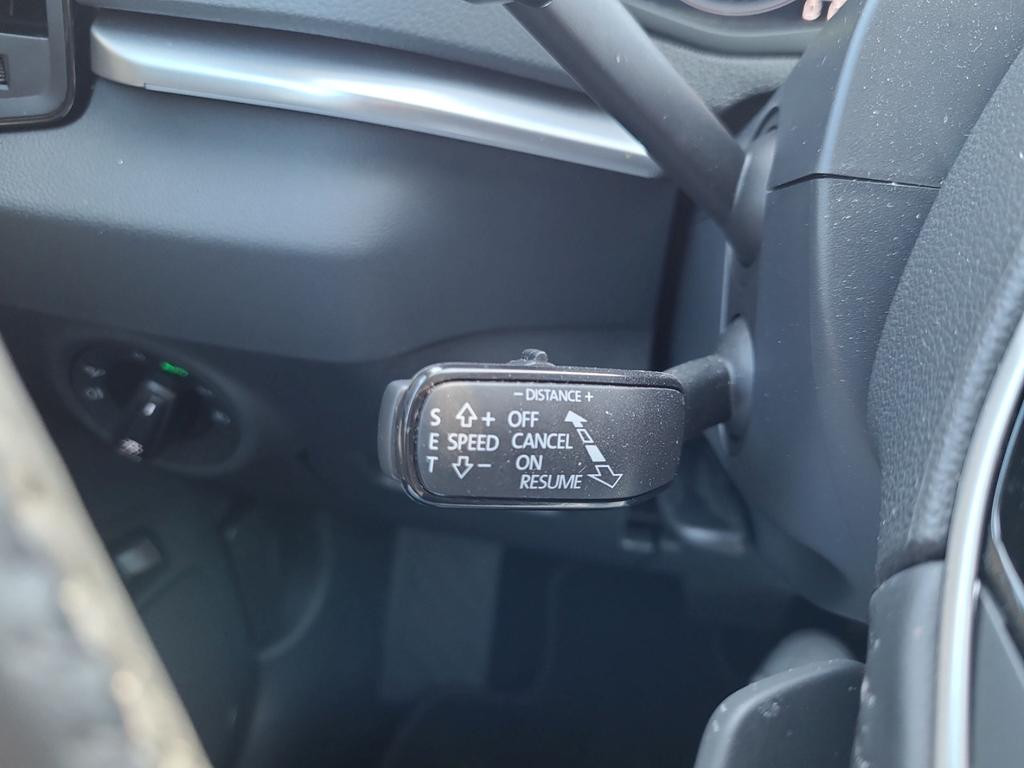 − DISTANCE +
S + OFF
E SPEED CANCEL
T − ON
RESUME